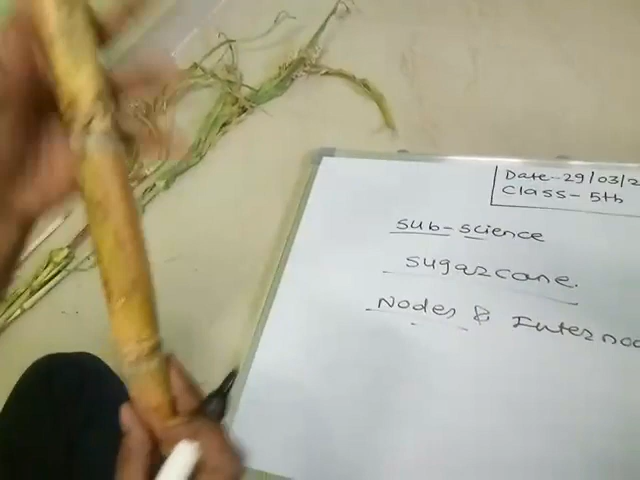 Date-29/03/2
Class-5th
Sub-Science
Sugarcane.
Nodes & Internod